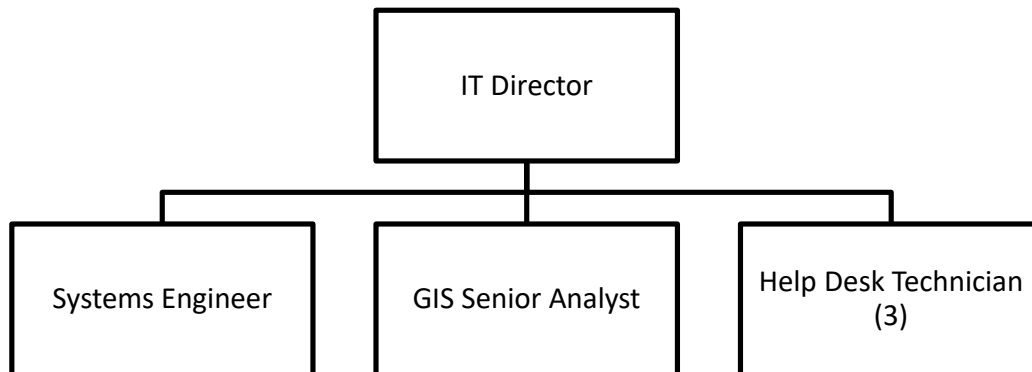 IT Director
Systems Engineer
GIS Senior Analyst
Help Desk Technician
(3)